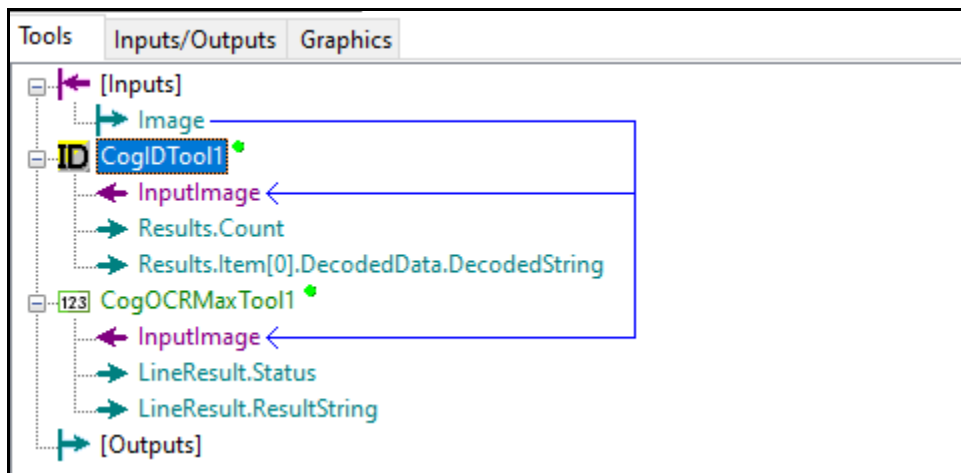 Tools Inputs/Outputs Graphics
[Inputs]
Image
ID CogIDTool1
InputImage
Results.Count
Results.Item[0].DecodedData.DecodedString
123 CogOCRMaxTool1
InputImage
LineResult.Status
LineResult.ResultString
[Outputs]